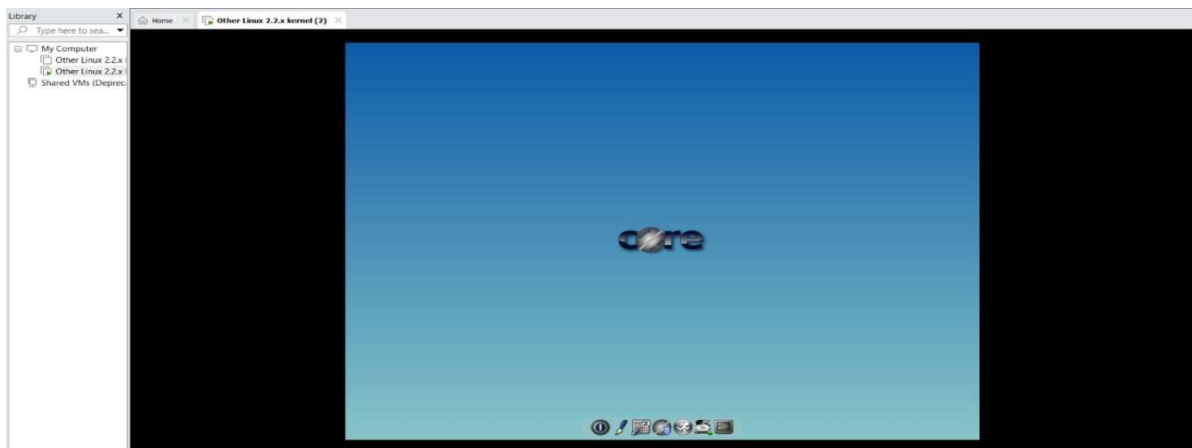 Library ×
Home × Other Linux 2.2.x kernel (2) ×
Type here to sea...
My Computer
Other Linux 2.2.x
Other Linux 2.2.x
Shared VMs (Deprec
core